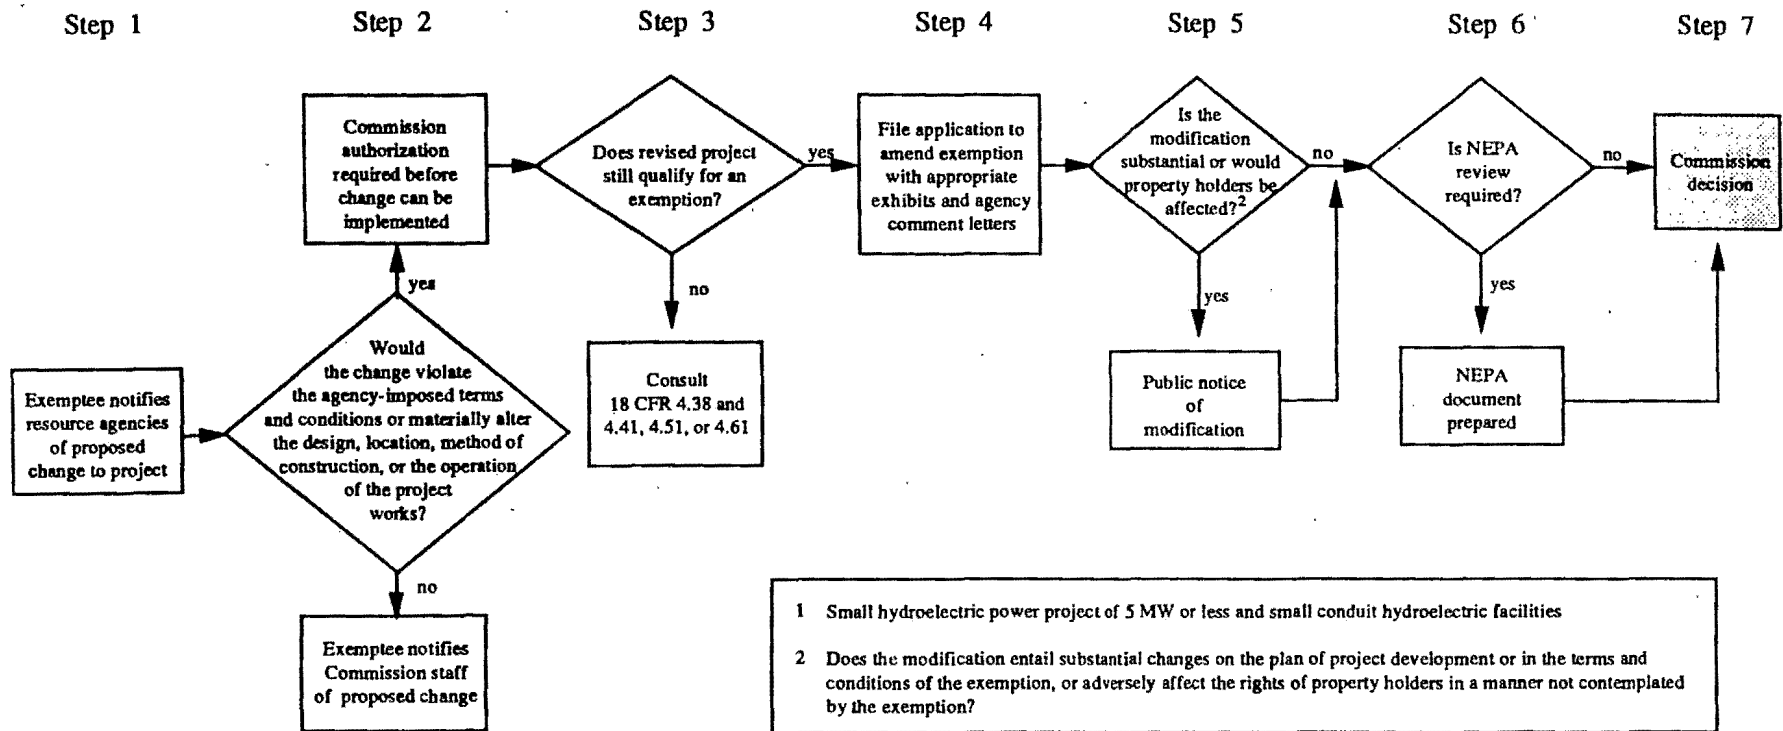 Step 1
Step 2
Step 3
Step 4
Step 5
Step 6
Step 7
Exemptee notifies
resource agencies
of proposed
change to project
Would
the change violate
the agency-imposed terms
and conditions or materially alter
the design, location, method of
construction, or the operation
of the project
works?
yes
no
Commission
authorization
required before
change can be
implemented
Exemptee notifies
Commission staff
of proposed change
Does revised project
still qualify for an
exemption?
yes
no
Consult
18 CFR 4.38 and
4.41, 4.51, or 4.61
File application to
amend exemption
with appropriate
exhibits and agency
comment letters
Is the
modification
substantial or would
property holders be
affected?2
no
yes
Public notice
of
modification
Is NEPA
review
required?
no
yes
NEPA
document
prepared
Commission
decision
1 Small hydroelectric power project of 5 MW or less and small conduit hydroelectric facilities
2 Does the modification entail substantial changes on the plan of project development or in the terms and
conditions of the exemption, or adversely affect the rights of property holders in a manner not contemplated
by the exemption?